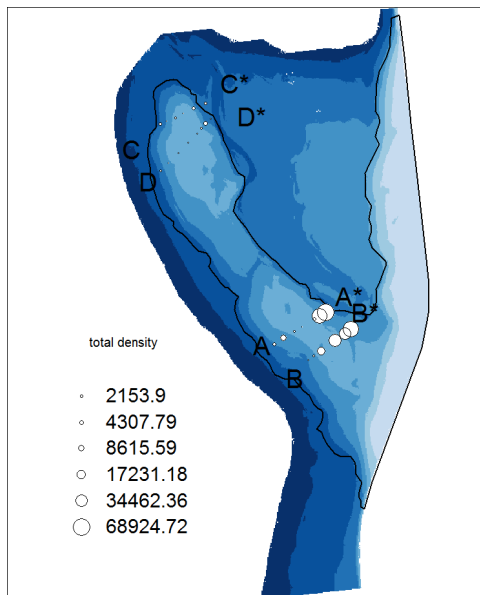 C*
D*
C
D
A*
B*
A
B
total density
2153.9
4307.79
8615.59
17231.18
34462.36
68924.72